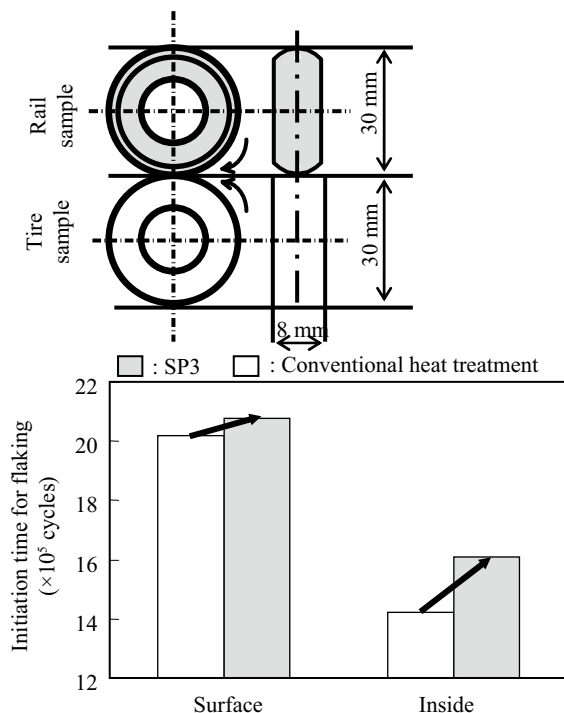 Rail
sample
30 mm
Tire
sample
30 mm
8 mm
: SP3
: Conventional heat treatment
Initiation time for flaking
(×10⁵ cycles)
22
20
18
16
14
12
Surface
Inside